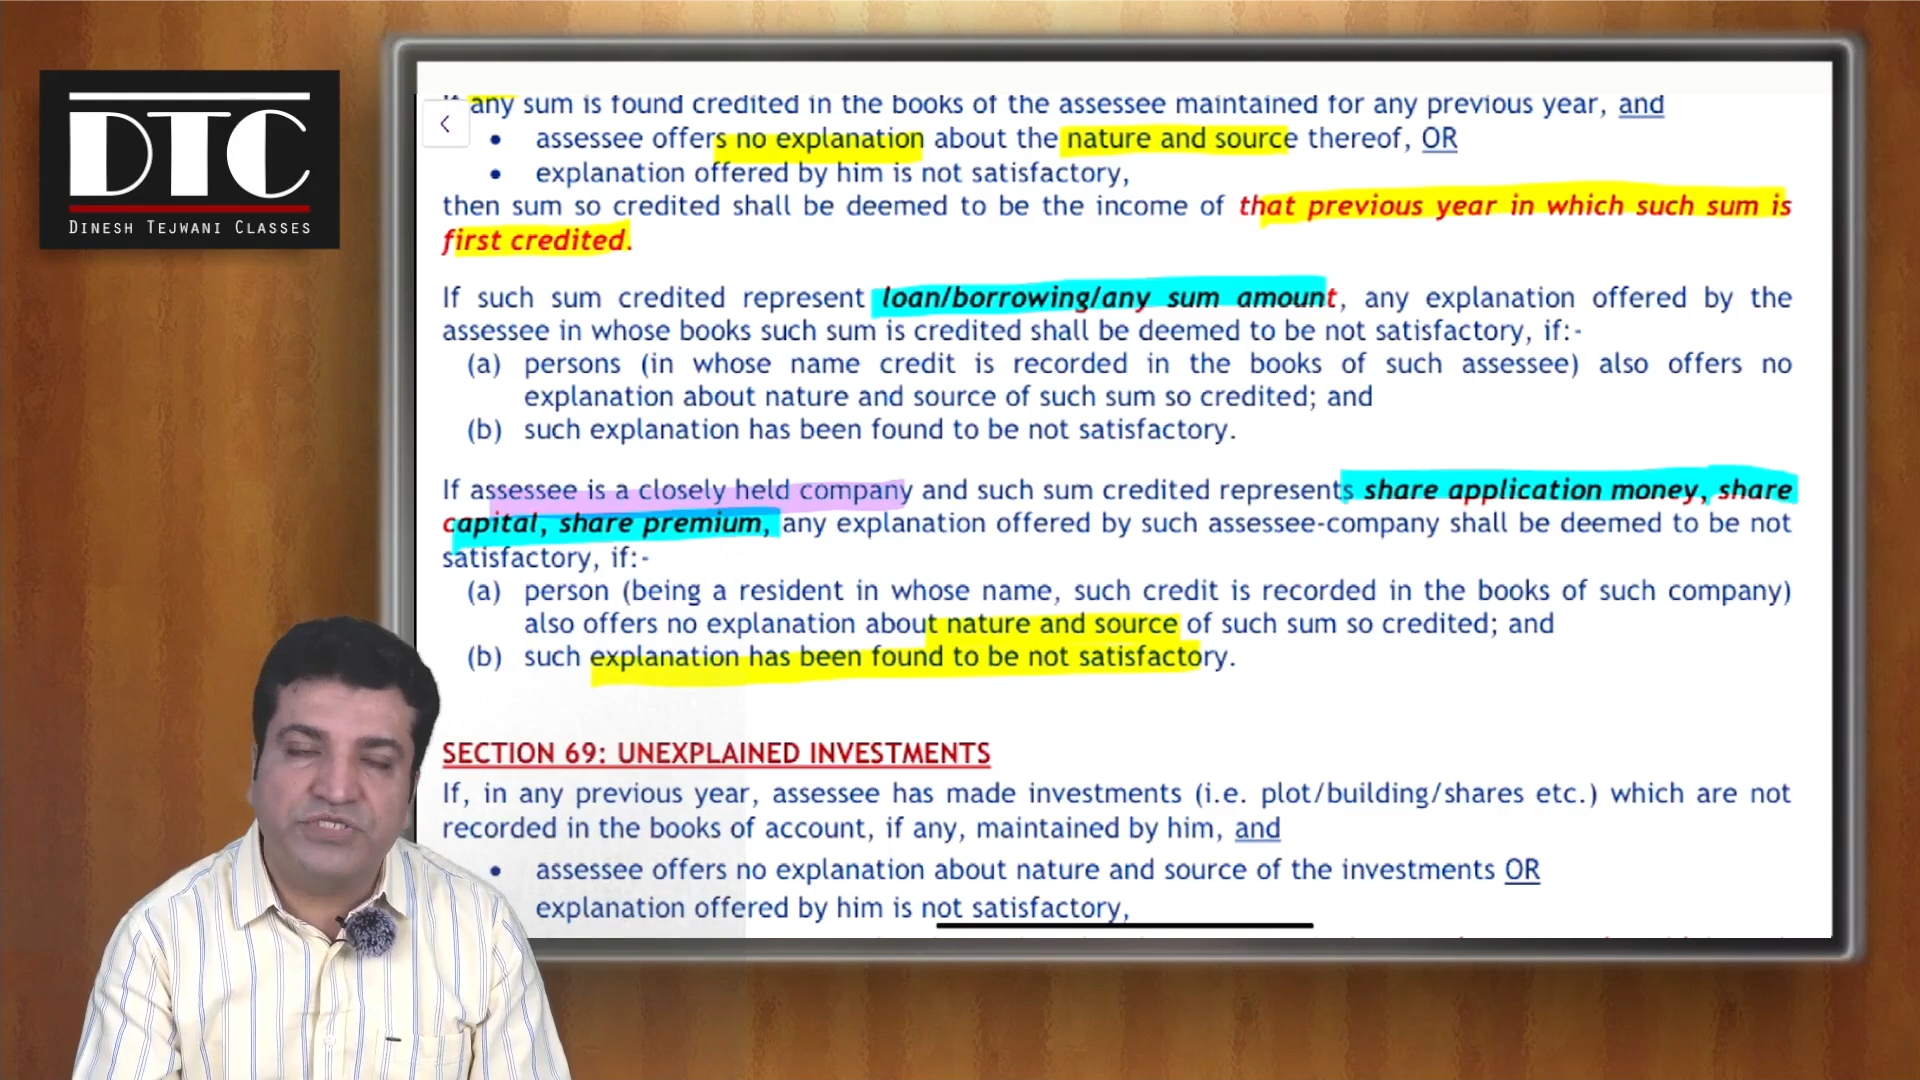 DTC
DINESH TEJWANI CLASSES
If any sum is found credited in the books of the assessee maintained for any previous year, and
• assessee offers no explanation about the nature and source thereof, OR
• explanation offered by him is not satisfactory,
then sum so credited shall be deemed to be the income of that previous year in which such sum is
first credited.
If such sum credited represent loan/borrowing/any sum amount, any explanation offered by the
assessee in whose books such sum is credited shall be deemed to be not satisfactory, if:-
(a) persons (in whose name credit is recorded in the books of such assessee) also offers no
explanation about nature and source of such sum so credited; and
(b) such explanation has been found to be not satisfactory.
If assessee is a closely held company and such sum credited represents share application money, share
capital, share premium, any explanation offered by such assessee-company shall be deemed to be not
satisfactory, if:-
(a) person (being a resident in whose name, such credit is recorded in the books of such company)
also offers no explanation about nature and source of such sum so credited; and
(b) such explanation has been found to be not satisfactory.
SECTION 69: UNEXPLAINED INVESTMENTS
If, in any previous year, assessee has made investments (i.e. plot/building/shares etc.) which are not
recorded in the books of account, if any, maintained by him, and
• assessee offers no explanation about nature and source of the investments OR
explanation offered by him is not satisfactory,